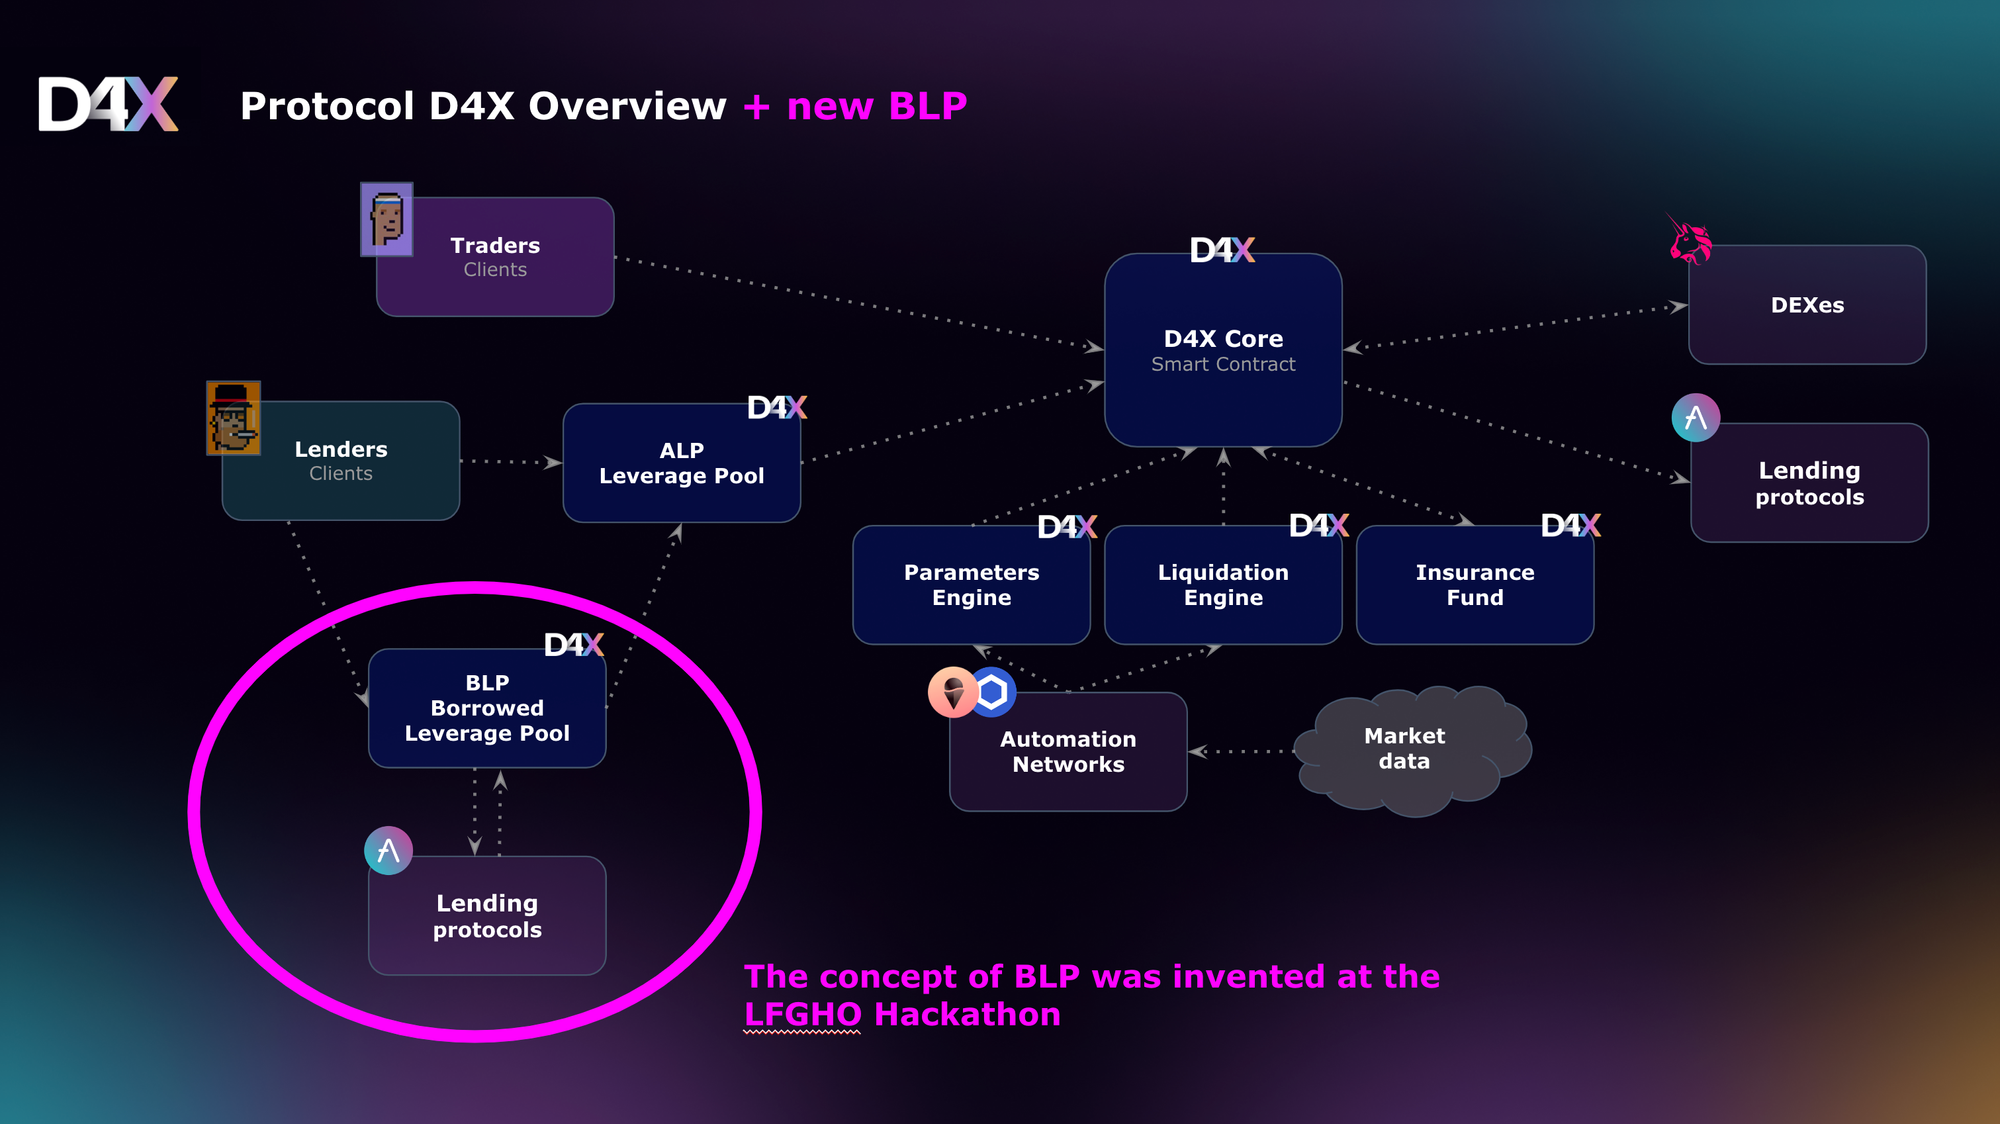 D4X
Protocol D4X Overview + new BLP
Traders
Clients
D4X
D4X Core
Smart Contract
DEXes
Lenders
Clients
D4X
ALP
Leverage Pool
Lending
protocols
D4X
Parameters
Engine
D4X
Liquidation
Engine
D4X
Insurance
Fund
D4X
BLP
Borrowed
Leverage Pool
Automation
Networks
Market
data
Lending
protocols
The concept of BLP was invented at the
LFGHO Hackathon